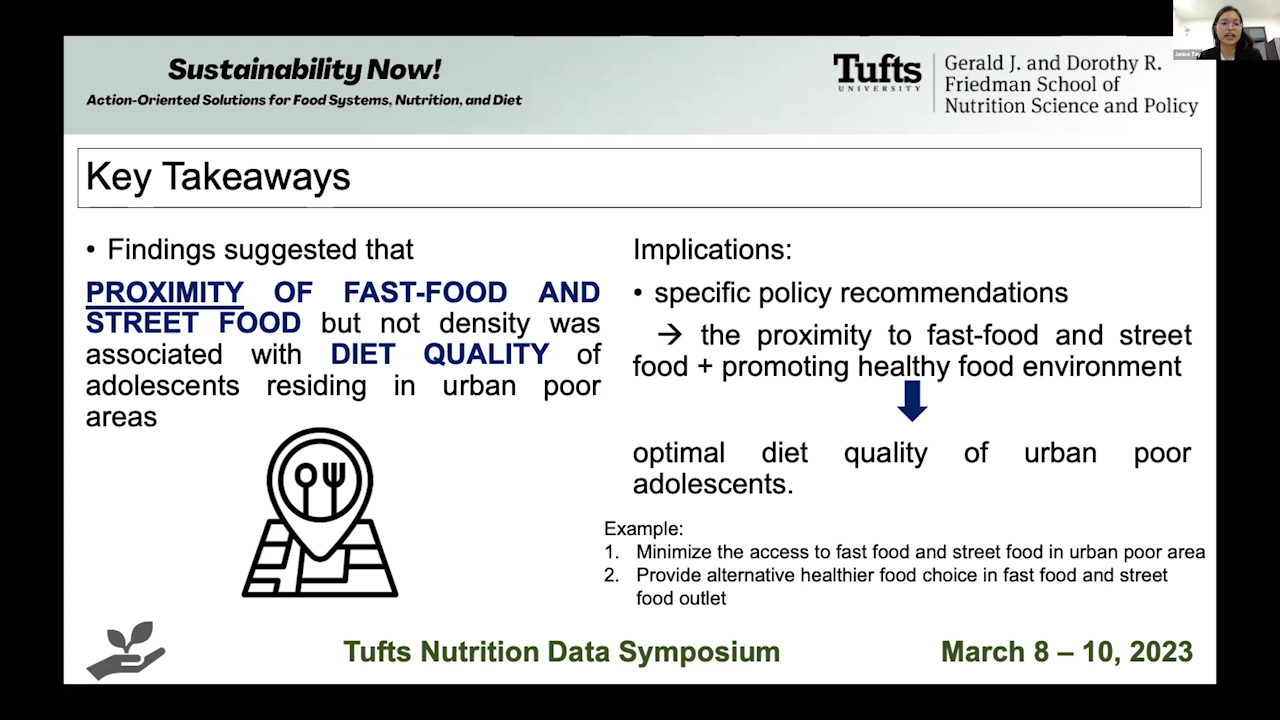 Sustainability Now!
Action-Oriented Solutions for Food Systems, Nutrition, and Diet
Tufts
UNIVERSITY
Gerald J. and Dorothy R.
Friedman School of
Nutrition Science and Policy
Key Takeaways
• Findings suggested that
PROXIMITY OF FAST-FOOD AND
STREET FOOD but not density was
associated with DIET QUALITY of
adolescents residing in urban poor
areas
Implications:
• specific policy recommendations
→ the proximity to fast-food and street
food + promoting healthy food environment
optimal diet quality of urban poor
adolescents.
Example:
1. Minimize the access to fast food and street food in urban poor area
2. Provide alternative healthier food choice in fast food and street
food outlet
Tufts Nutrition Data Symposium
March 8 – 10, 2023